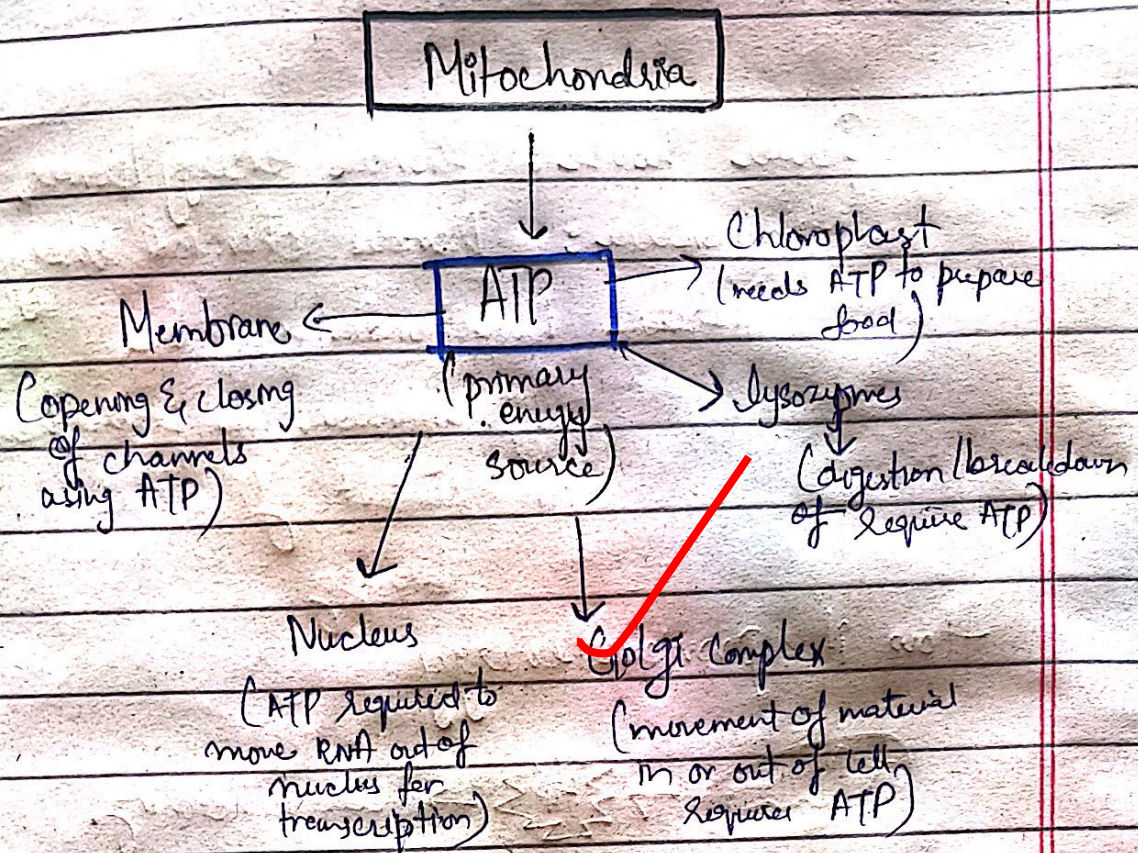 Mitochondria
ATP
(primary
energy
source)
Chloroplast
(needs ATP to prepare
food)
Membrane
(opening & closing
of channels
using ATP)
lysozymes
(digestion/breakdown
of require ATP)
Nucleus
(ATP required to
move RNA out of
nucleus for
transcription)
Golgi complex
(movement of material
in or out of cell
requires ATP)